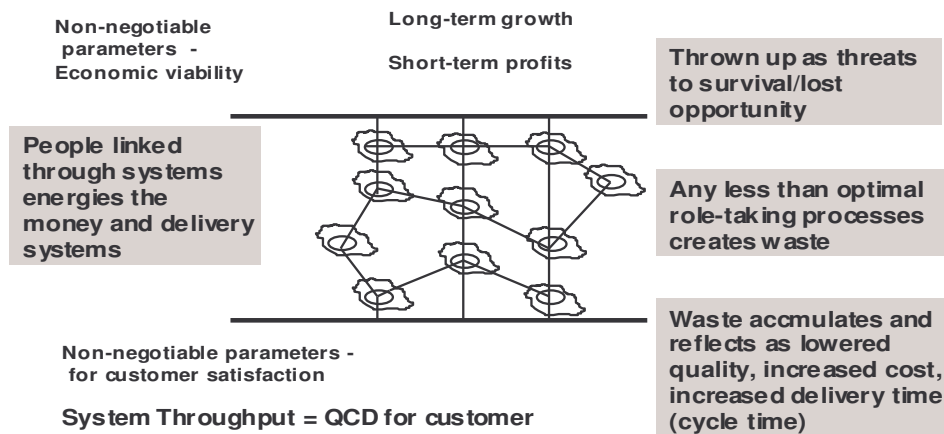 Non-negotiable
parameters -
Economic viability
Long-term growth
Short-term profits
Thrown up as threats
to survival/lost
opportunity
People linked
through systems
energies the
money and delivery
systems
Any less than optimal
role-taking processes
creates waste
Non-negotiable parameters -
for customer satisfaction
System Throughput = QCD for customer
Waste accmulates and
reflects as lowered
quality, increased cost,
increased delivery time
(cycle time)